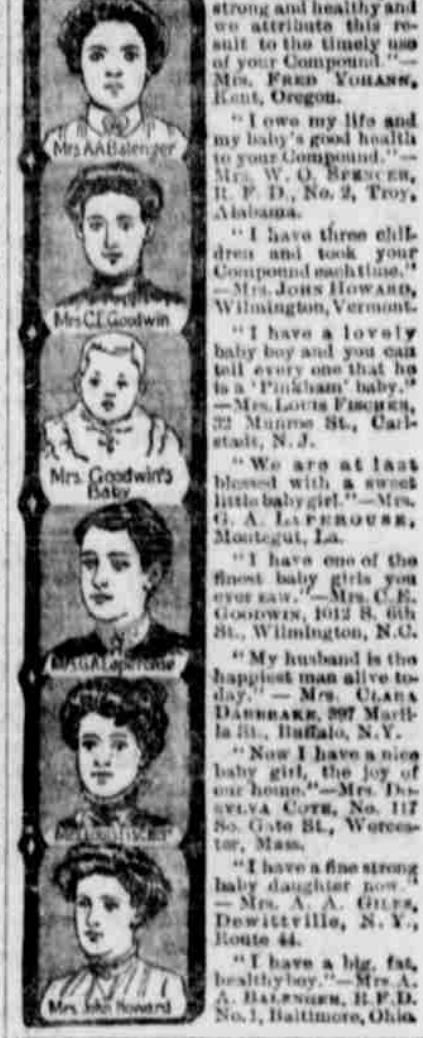 Mrs A A Balenger
Mrs C.E. Goodwin
Mrs. Goodwin's
Baby
Mrs G A Laperouse
Mrs Louis Fischer
Mrs. John Howard
strong and healthy and
we attribute this re-
sult to the timely use
of your Compound."—
Mrs. FRED YOHANN,
Kent, Oregon.
"I owe my life and
my baby's good health
to your Compound."—
Mrs. W. O. SPENCER,
R. F. D., No. 2, Troy,
Alabama.
"I have three chil-
dren and took your
Compound each time."
—Mrs. JOHN HOWARD,
Wilmington, Vermont.
"I have a lovely
baby boy and you can
tell every one that he
is a 'Pinkham' baby."
—Mrs. LOUIS FISCHER,
32 Munroe St., Carl-
stadt, N. J.
"We are at last
blessed with a sweet
little baby girl."—Mrs.
G. A. LAPEROUSE,
Montegut, La.
"I have one of the
finest baby girls you
ever saw."—Mrs. C. E.
GOODWIN, 1012 S. 6th
St., Wilmington, N.C.
"My husband is the
happiest man alive to-
day." — Mrs. CLARA
DARBRAKE, 397 Maril-
la St., Buffalo, N.Y.
"Now I have a nice
baby girl, the joy of
our home."—Mrs. DO-
SYLVA COTE, No. 117
So. Gate St., Worces-
ter, Mass.
"I have a fine strong
baby daughter now."
— Mrs. A. A. GILES,
Dewittville, N. Y.,
Route 44.
"I have a big, fat,
healthy boy."—Mrs. A.
A. BALENGER, R.F.D.
No. 1, Baltimore, Ohio.